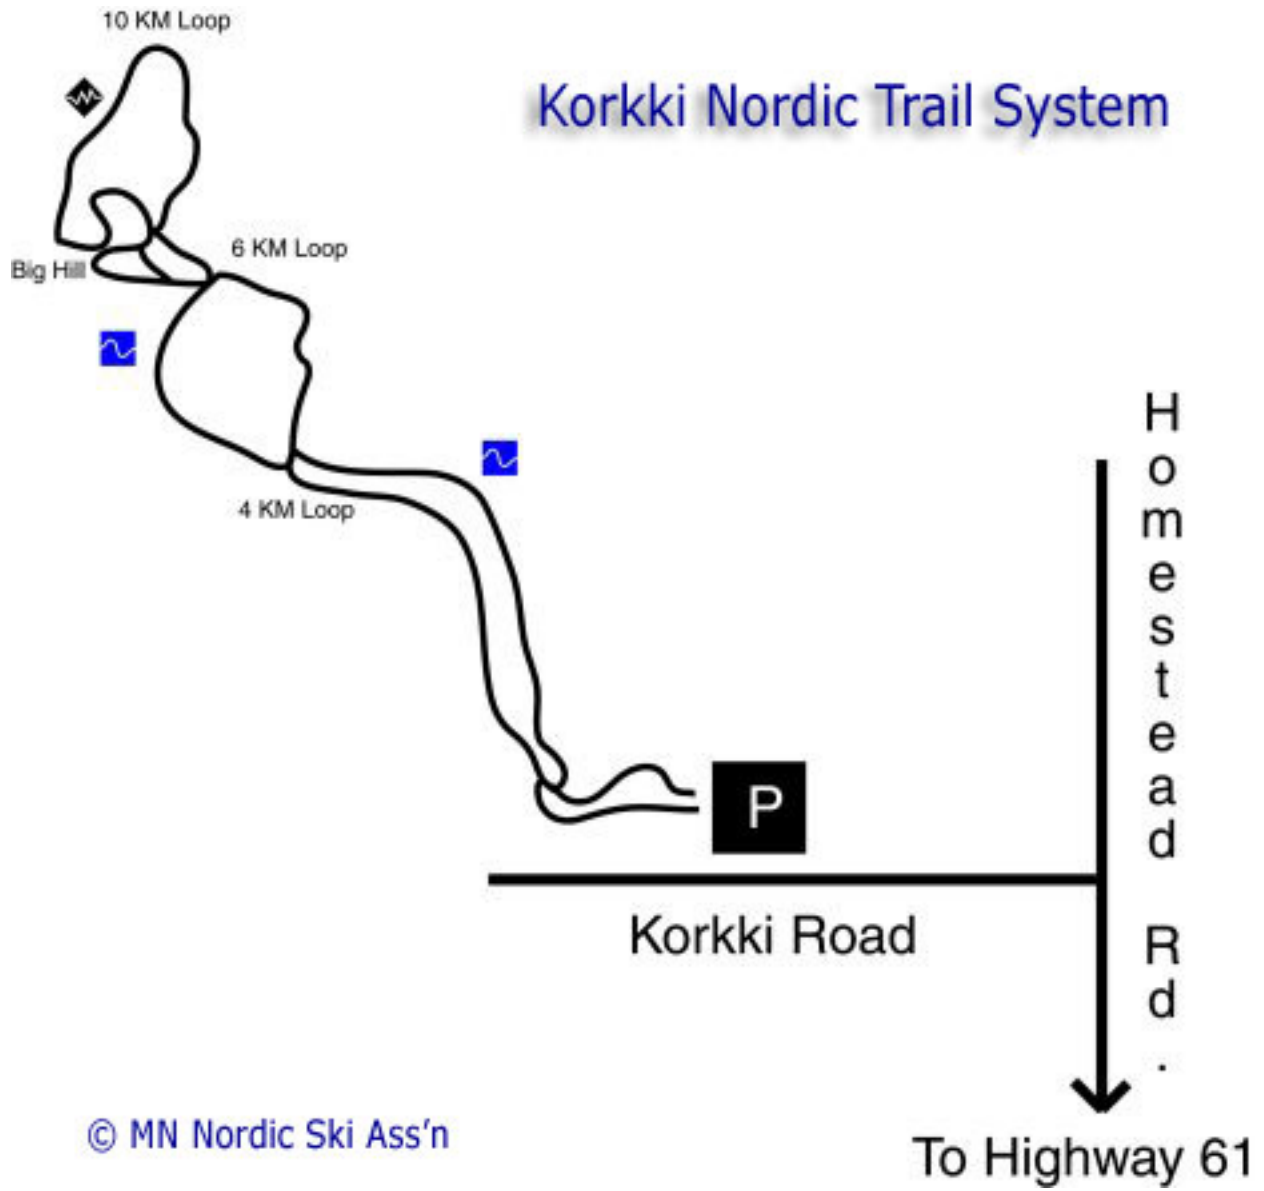 10 KM Loop
Korkki Nordic Trail System
6 KM Loop
Big Hill
4 KM Loop
Homestead Rd.
P
Korkki Road
© MN Nordic Ski Ass'n
To Highway 61